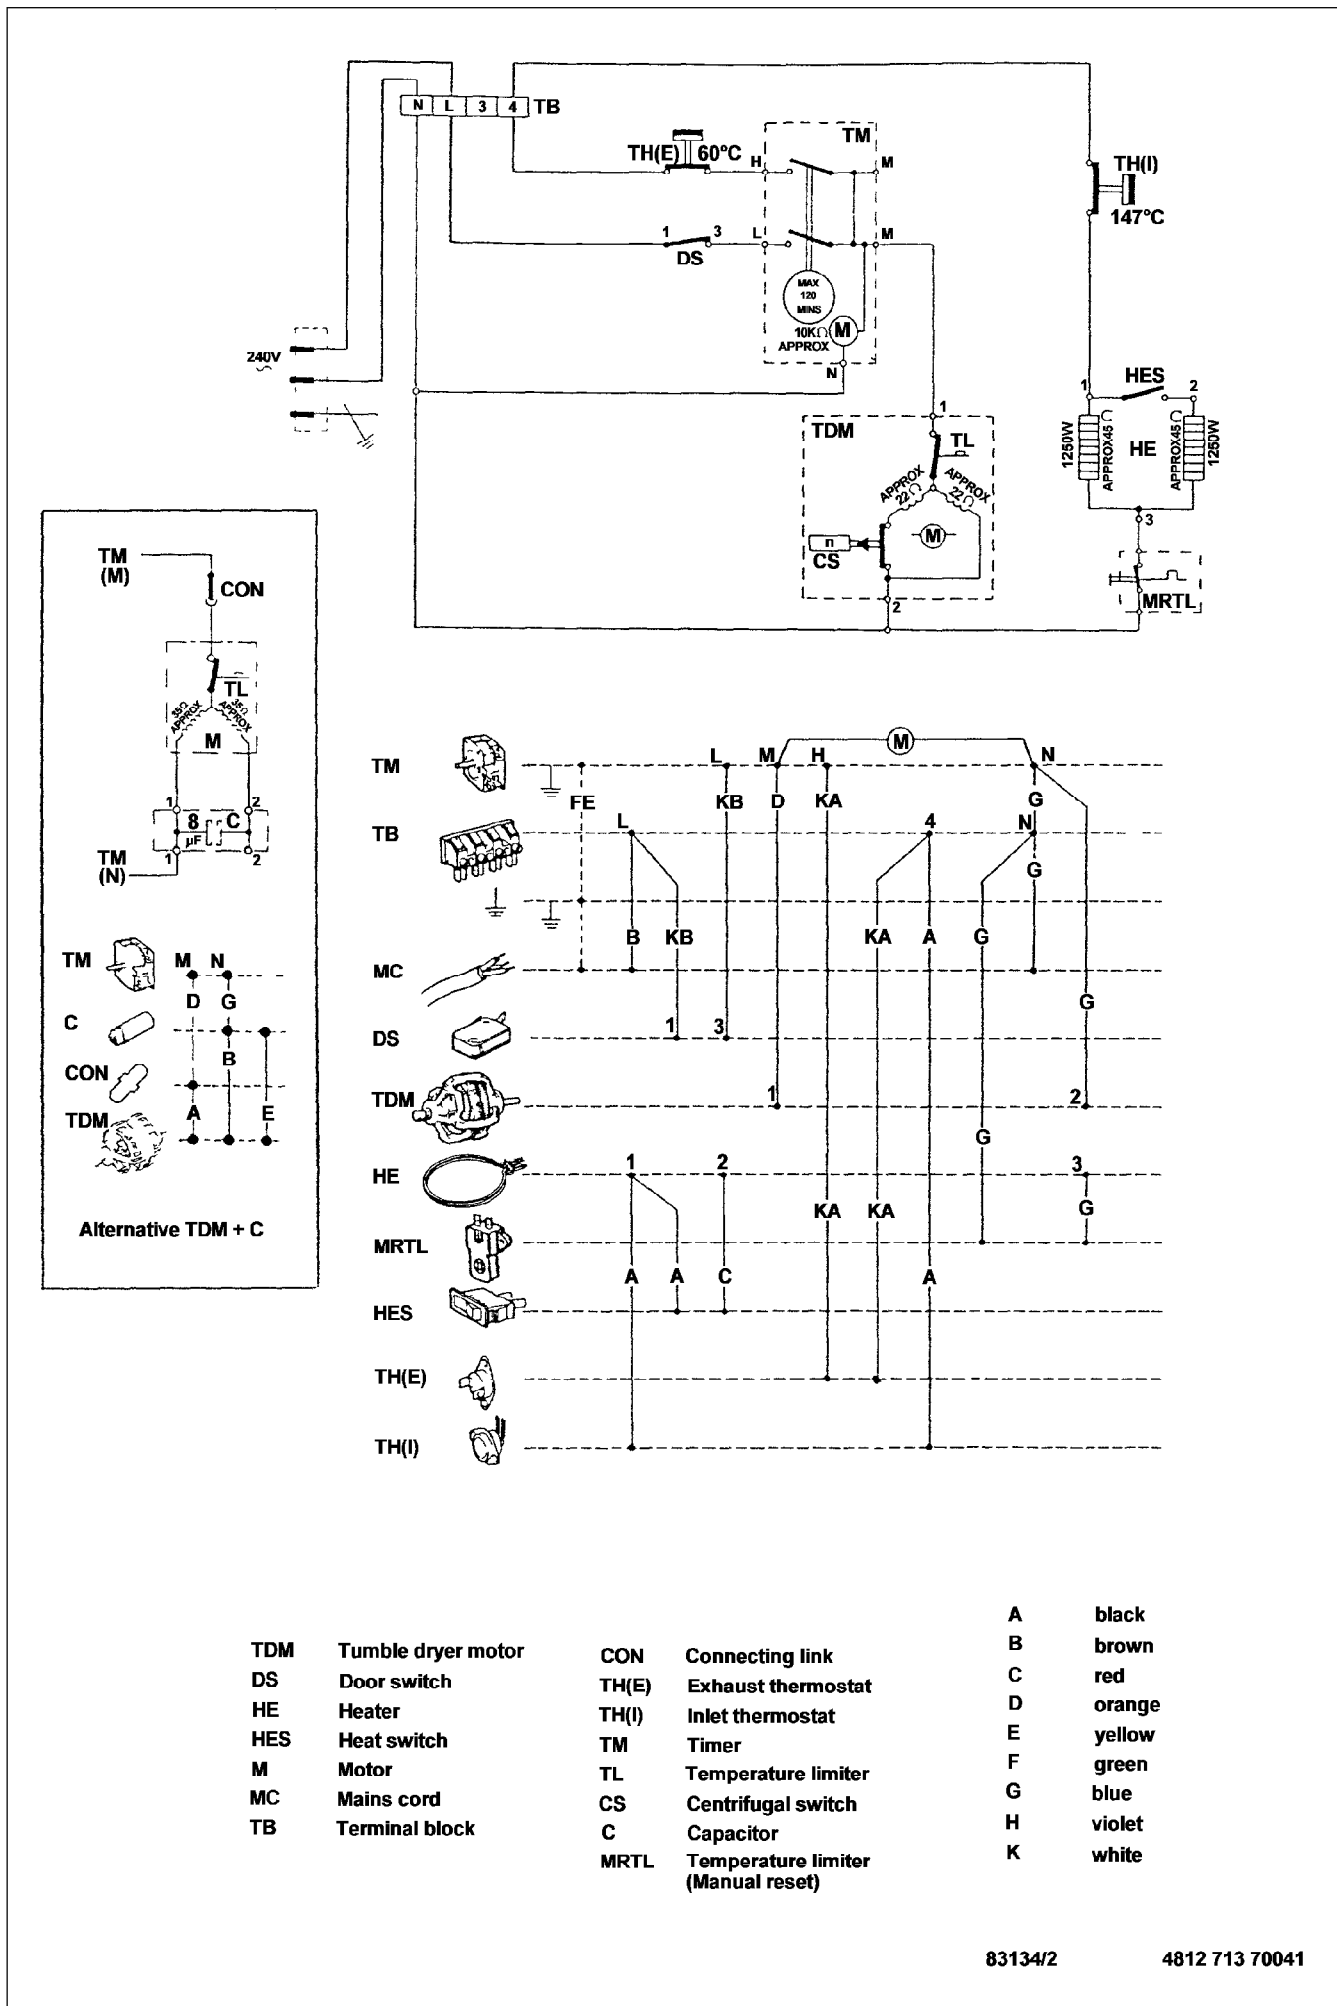 N L 3 4 TB
TH(E) 60°C
TM
H
M
TH(I)
147°C
1 3
DS
L
M
MAX
120
MINS
10KΩ
APPROX
M
N
240V
1 HES 2
1250W
APPROX45Ω
HE
APPROX45Ω
1250W
3
MRTL
TDM
1
TL
APPROX
22Ω
APPROX
22Ω
M
n
CS
2
TM
(M)
CON
TL
35Ω
APPROX
M
1 2
8
µF
C
1 2
TM
(N)
TM M N
D G
C
B
CON
A E
TDM
Alternative TDM + C
TM L M H M N
FE KB D KA G
TB L 4 N
G
B KB KA A G
MC
G
DS 1 3
TDM 1 2
G
HE 1 2 3
KA KA G
MRTL
A A C A
HES
TH(E)
TH(I)
TDM Tumble dryer motor
DS Door switch
HE Heater
HES Heat switch
M Motor
MC Mains cord
TB Terminal block
CON Connecting link
TH(E) Exhaust thermostat
TH(I) Inlet thermostat
TM Timer
TL Temperature limiter
CS Centrifugal switch
C Capacitor
MRTL Temperature limiter
(Manual reset)
A black
B brown
C red
D orange
E yellow
F green
G blue
H violet
K white
83134/2 4812 713 70041